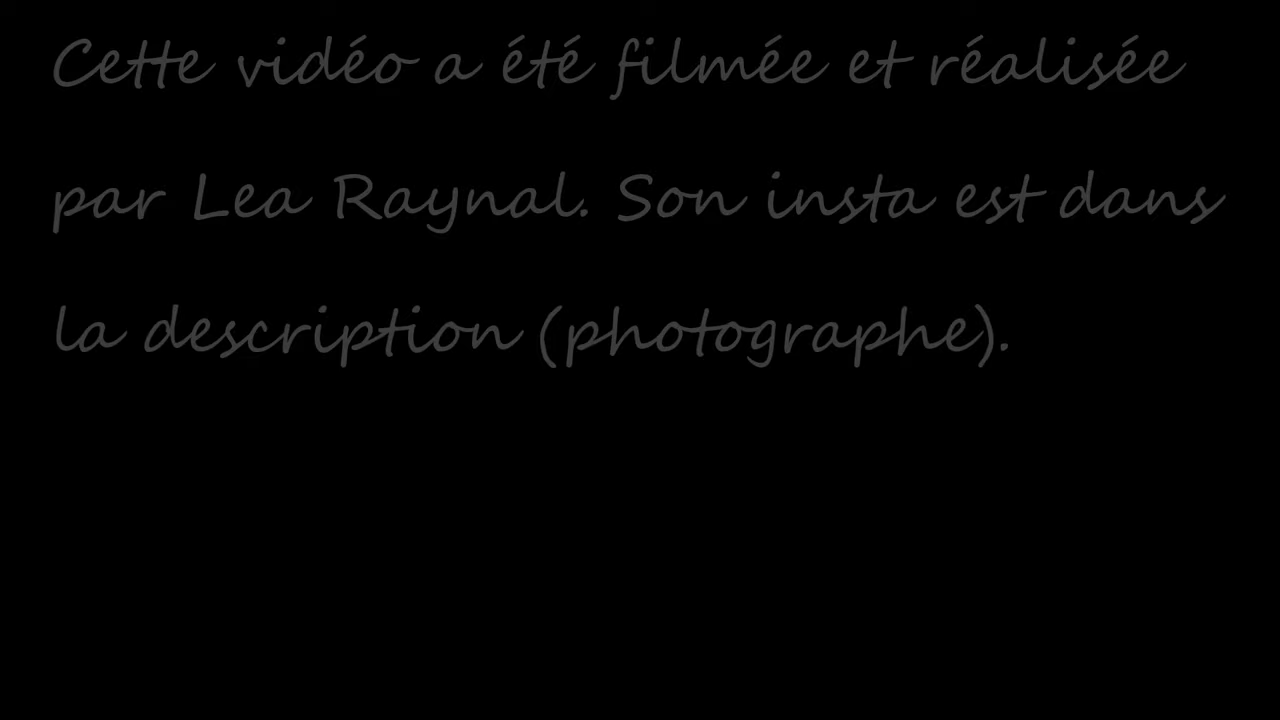 Cette vidéo a été filmée et réalisée
par Lea Raynal. Son insta est dans
la description (photographe).